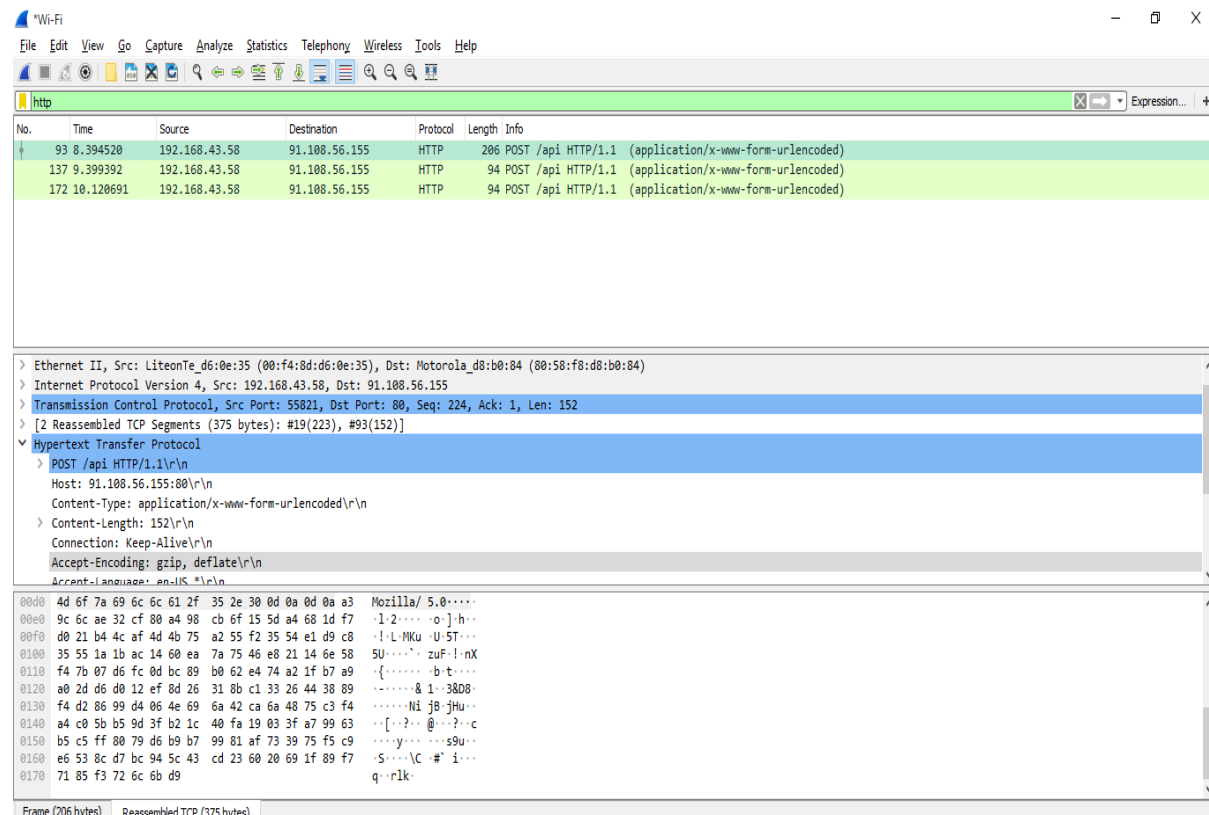 *Wi-Fi
File Edit View Go Capture Analyze Statistics Telephony Wireless Tools Help
http
Expression... +
No. Time Source Destination Protocol Length Info
93 8.394520 192.168.43.58 91.108.56.155 HTTP 206 POST /api HTTP/1.1 (application/x-www-form-urlencoded)
137 9.399392 192.168.43.58 91.108.56.155 HTTP 94 POST /api HTTP/1.1 (application/x-www-form-urlencoded)
172 10.120691 192.168.43.58 91.108.56.155 HTTP 94 POST /api HTTP/1.1 (application/x-www-form-urlencoded)
Ethernet II, Src: LiteonTe_d6:0e:35 (00:f4:8d:d6:0e:35), Dst: Motorola_d8:b0:84 (80:58:f8:d8:b0:84)
Internet Protocol Version 4, Src: 192.168.43.58, Dst: 91.108.56.155
Transmission Control Protocol, Src Port: 55821, Dst Port: 80, Seq: 224, Ack: 1, Len: 152
[2 Reassembled TCP Segments (375 bytes): #19(223), #93(152)]
Hypertext Transfer Protocol
POST /api HTTP/1.1\r\n
Host: 91.108.56.155:80\r\n
Content-Type: application/x-www-form-urlencoded\r\n
Content-Length: 152\r\n
Connection: Keep-Alive\r\n
Accept-Encoding: gzip, deflate\r\n
Accept-Language: en-US,*\r\n
00d0 4d 6f 7a 69 6c 6c 61 2f 35 2e 30 0d 0a 0d 0a a3 Mozilla/ 5.0·····
00e0 9c 6c ae 32 cf 80 a4 98 cb 6f 15 5d a4 68 1d f7 ·l·2···· ·o·]·h··
00f0 d0 21 b4 4c af 4d 4b 75 a2 55 f2 35 54 e1 d9 c8 ·!·L·MKu ·U·5T···
0100 35 55 1a 1b ac 14 60 ea 7a 75 46 e8 21 14 6e 58 5U····`· zuF·!·nX
0110 f4 7b 07 d6 fc 0d bc 89 b0 62 e4 74 a2 1f b7 a9 ·{······ ·b·t····
0120 a0 2d d6 d0 12 ef 8d 26 31 8b c1 33 26 44 38 89 ·-·····& 1··3&D8·
0130 f4 d2 86 99 d4 06 4e 69 6a 42 ca 6a 48 75 c3 f4 ······Ni jB·jHu··
0140 a4 c0 5b b5 9d 3f b2 1c 40 fa 19 03 3f a7 99 63 ··[··?·· @···?··c
0150 b5 c5 ff 80 79 d6 b9 b7 99 81 af 73 39 75 f5 c9 ····y··· ···s9u··
0160 e6 53 8c d7 bc 94 5c 43 cd 23 60 20 69 1f 89 f7 ·S····\C ·#` i···
0170 71 85 f3 72 6c 6b d9 q··rlk·
Frame (206 bytes) Reassembled TCP (375 bytes)